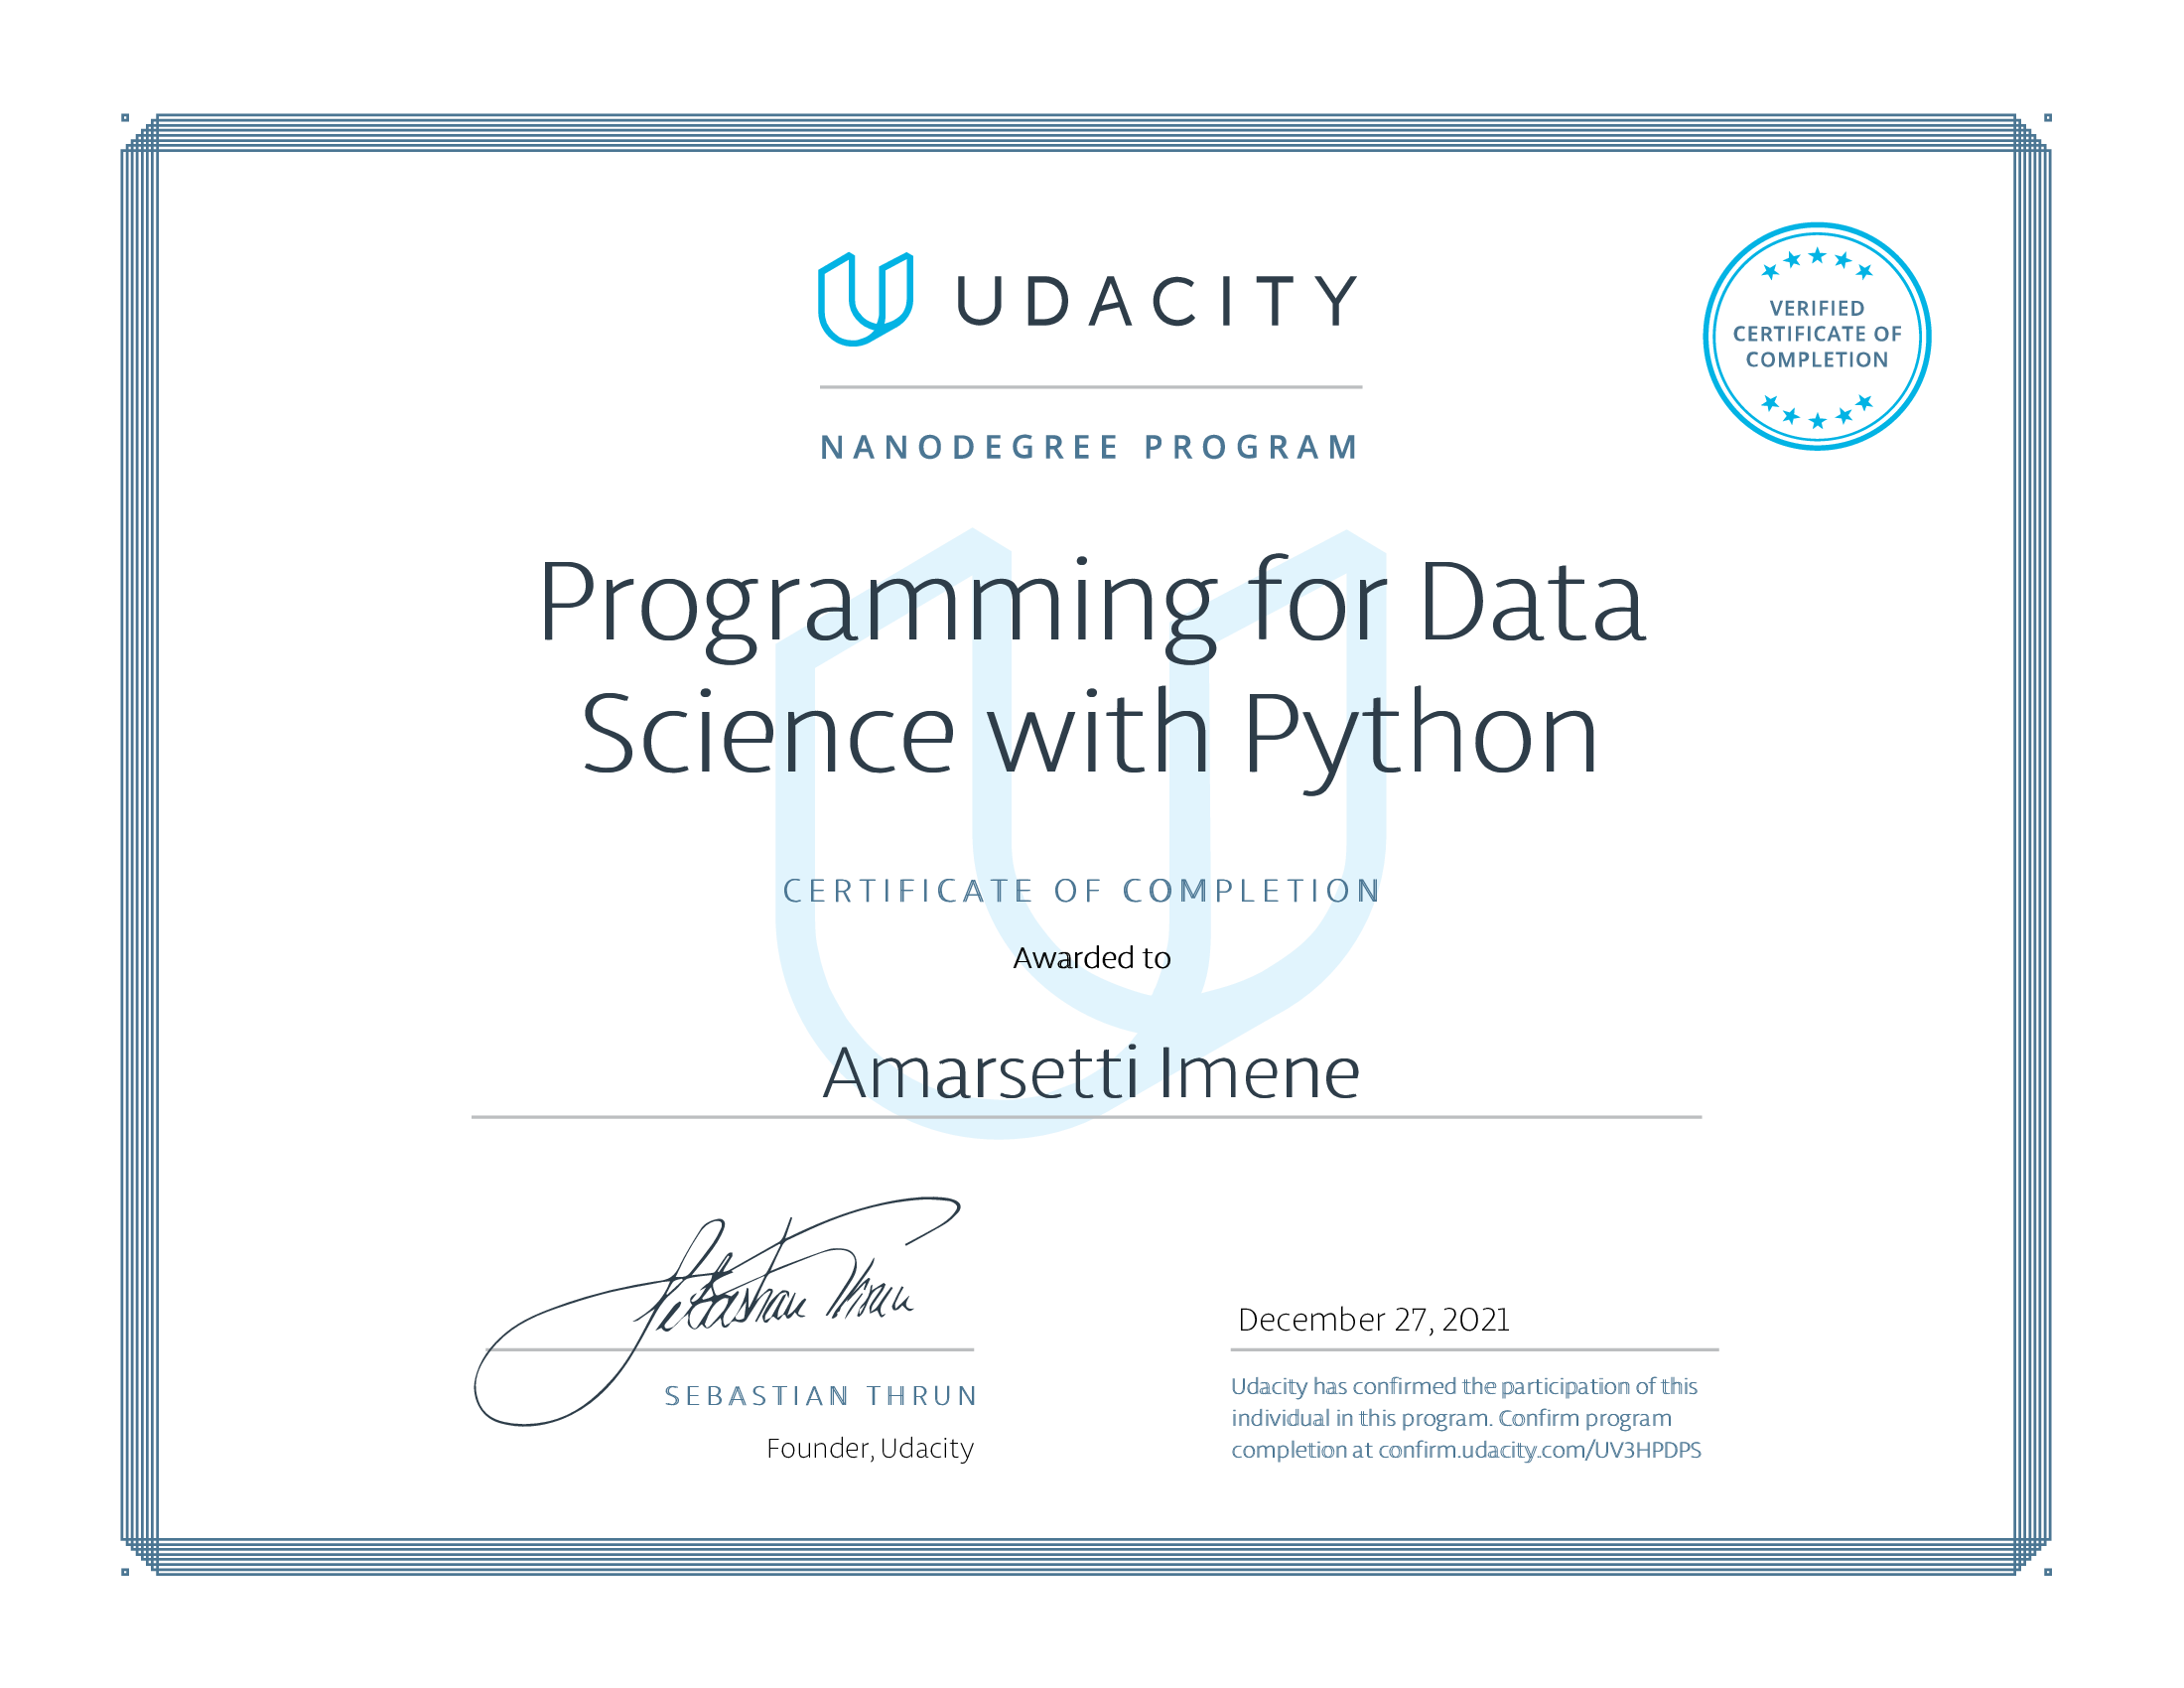 UDACITY
VERIFIED
CERTIFICATE OF
COMPLETION
NANODEGREE PROGRAM
Programming for Data
Science with Python
CERTIFICATE OF COMPLETION
Awarded to
Amarsetti Imene
Sebastian Thrun
December 27, 2021
SEBASTIAN THRUN
Founder, Udacity
Udacity has confirmed the participation of this
individual in this program. Confirm program
completion at confirm.udacity.com/UV3HPDPS